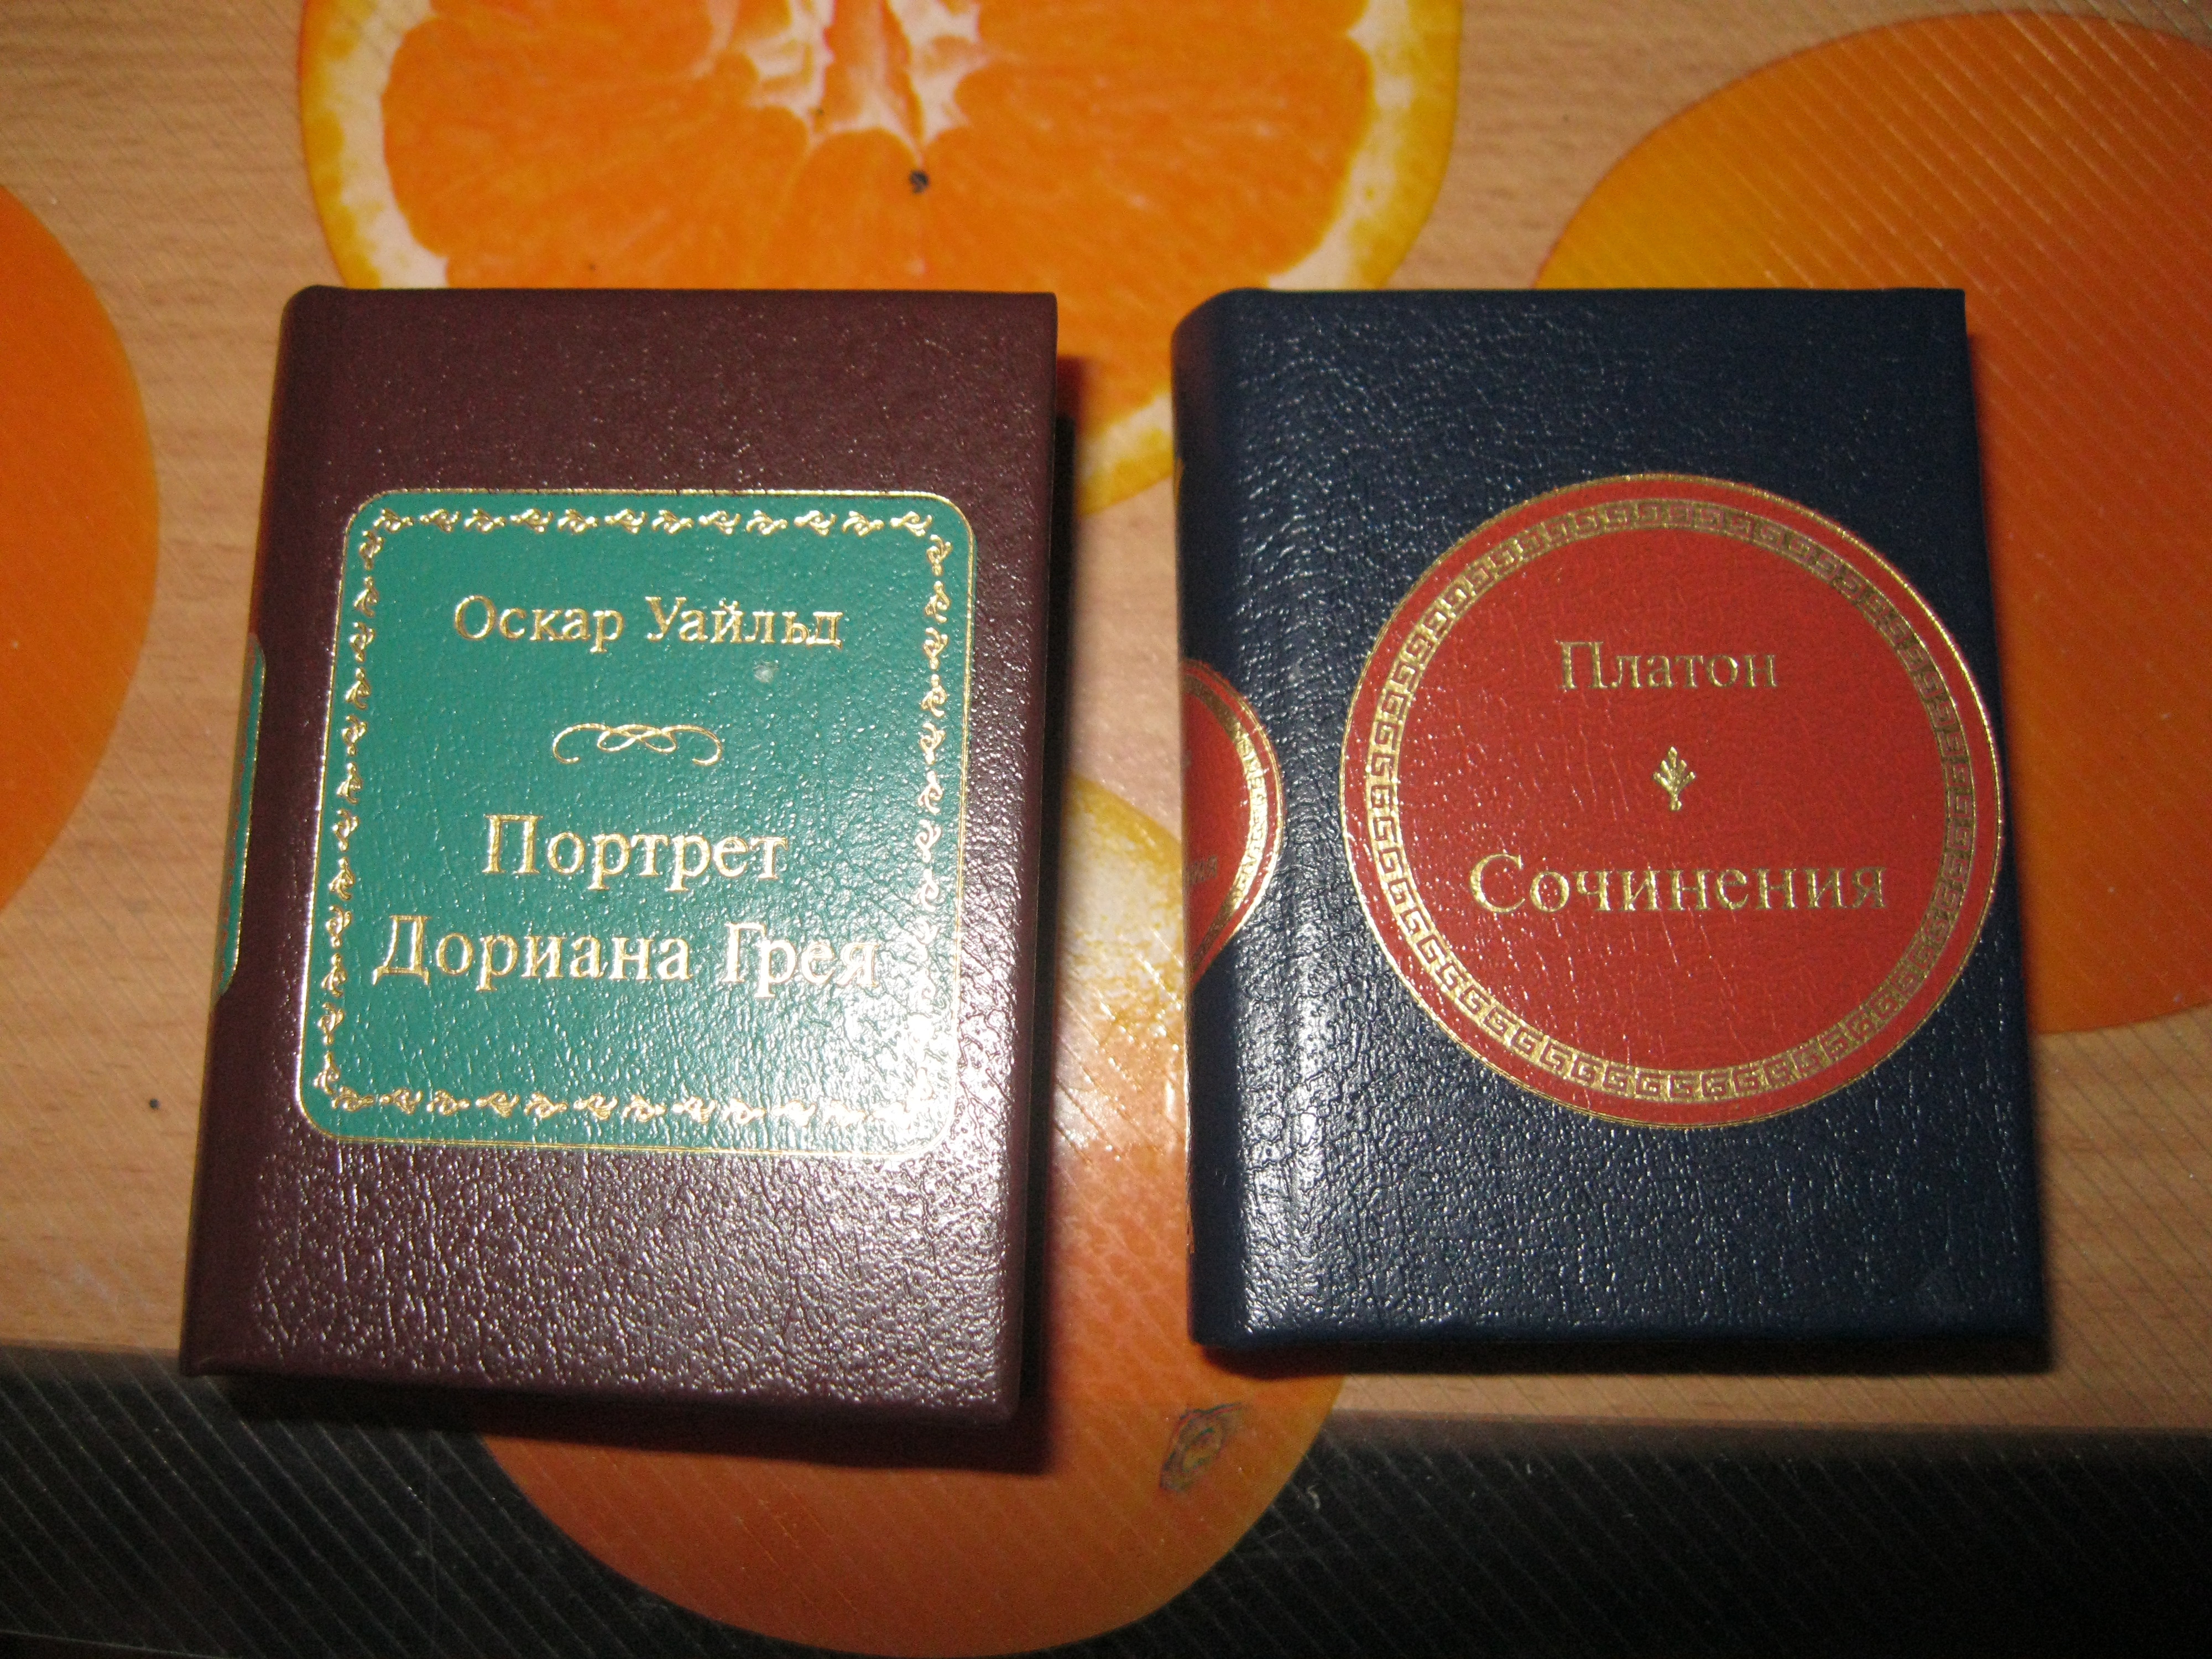 Оскар Уайльд
Портрет
Дориана Грея
Платон
Сочинения